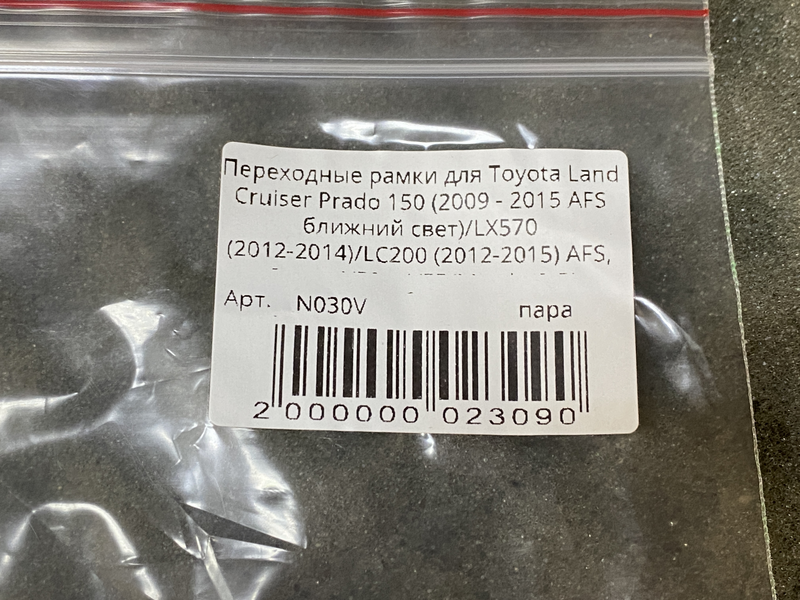 Переходные рамки для Toyota Land
Cruiser Prado 150 (2009 - 2015 AFS
ближний свет)/LX570
(2012-2014)/LC200 (2012-2015) AFS,
Арт. N030V пара
2 000000 023090